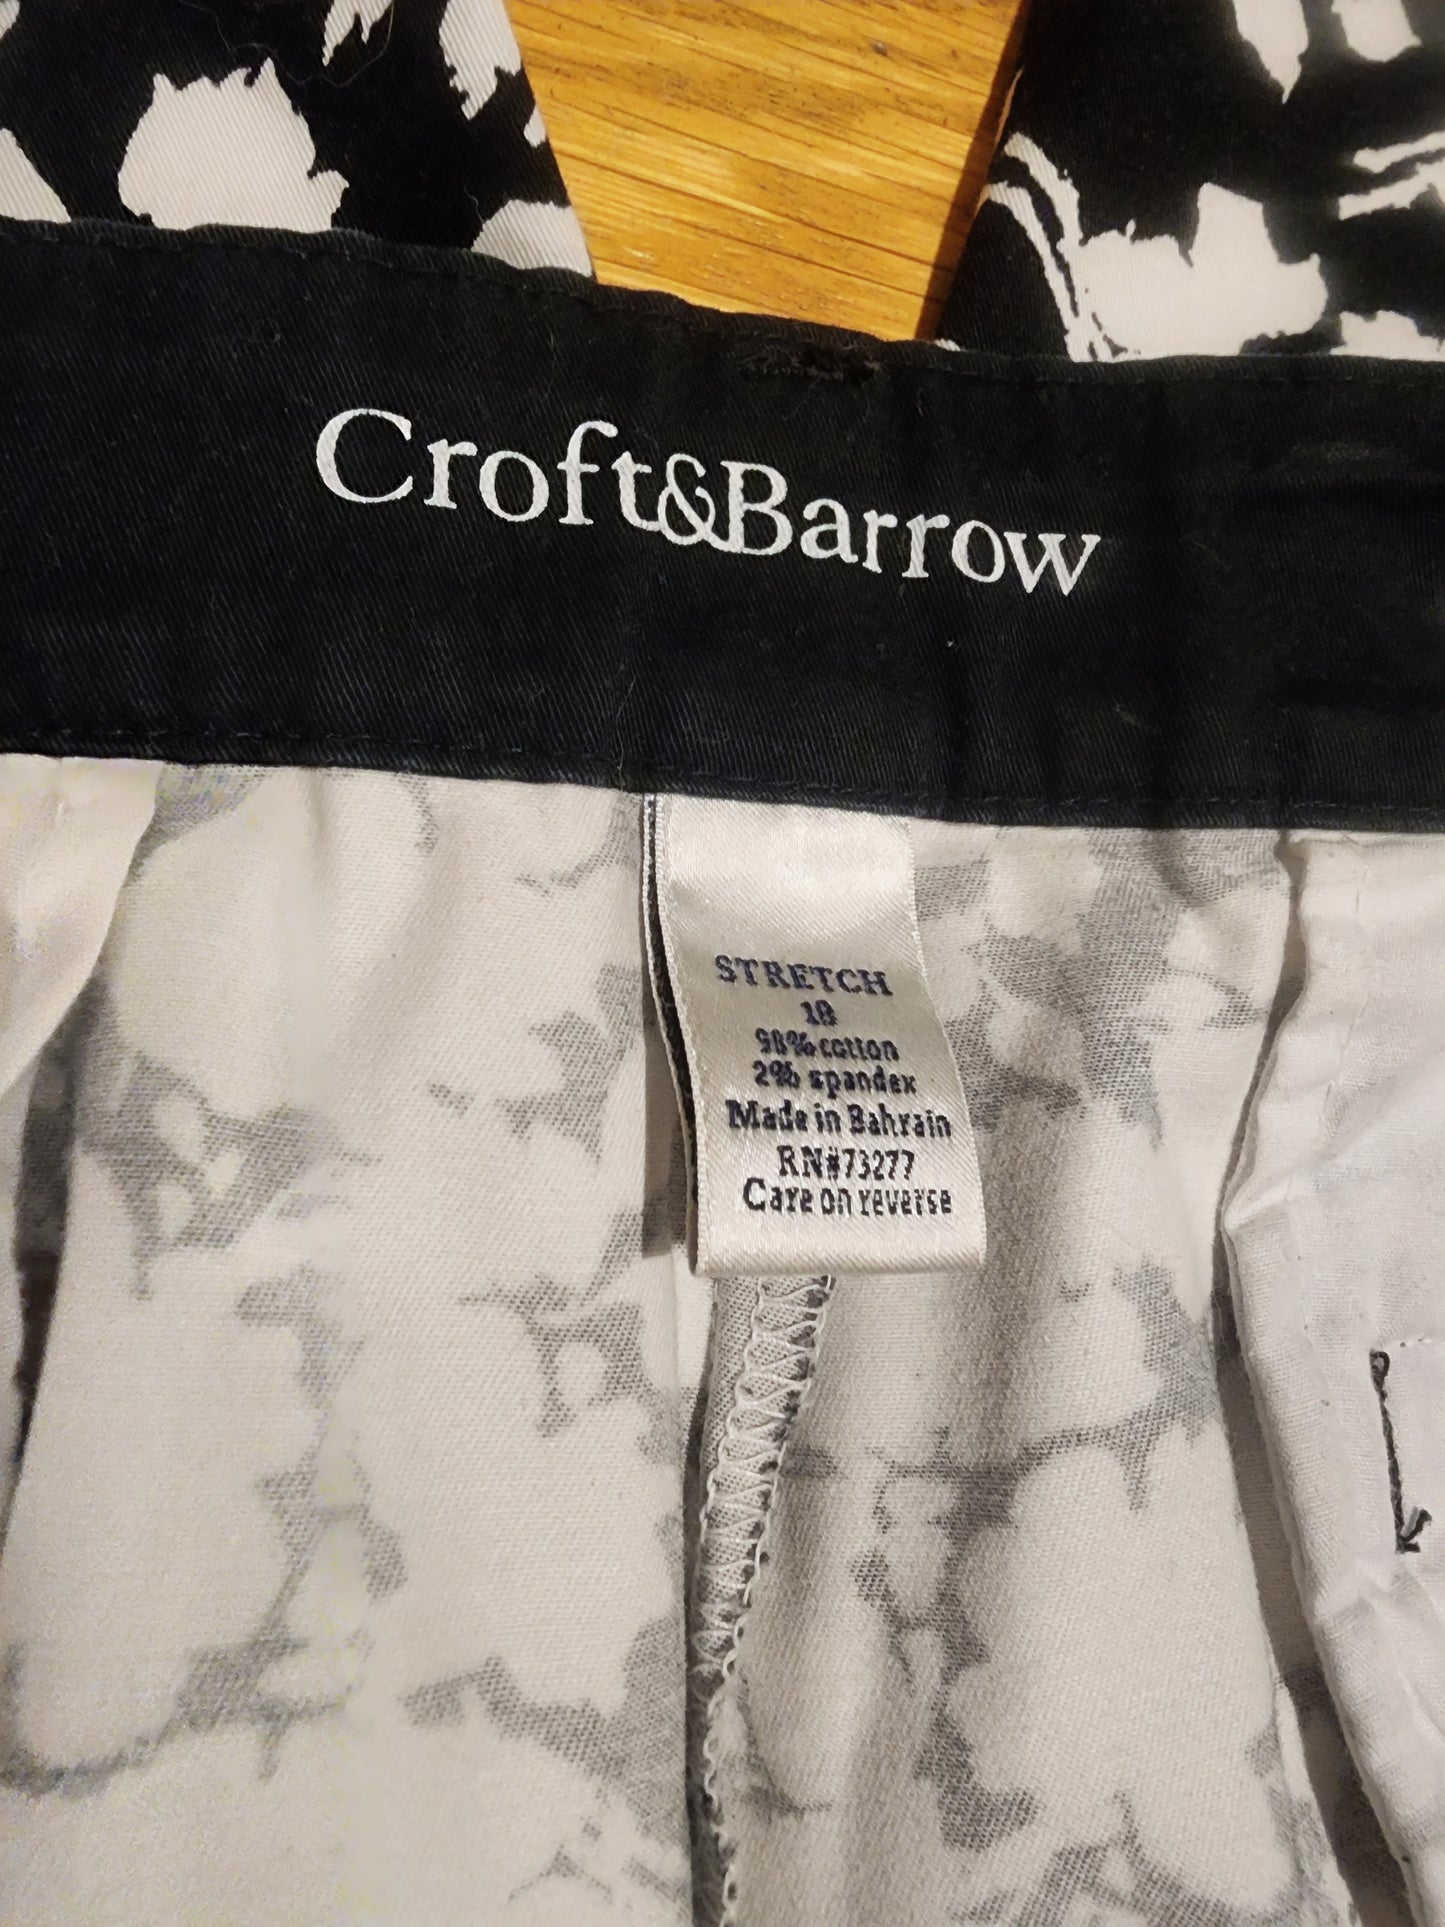 Croft&Barrow
STRETCH
18
98% cotton
2% spandex
Made in Bahrain
RN#73277
Care on reverse